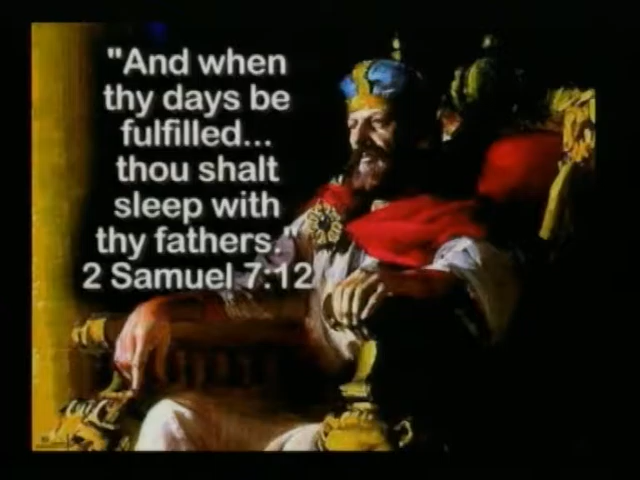 "And when
thy days be
fulfilled...
thou shalt
sleep with
thy fathers."
2 Samuel 7:12